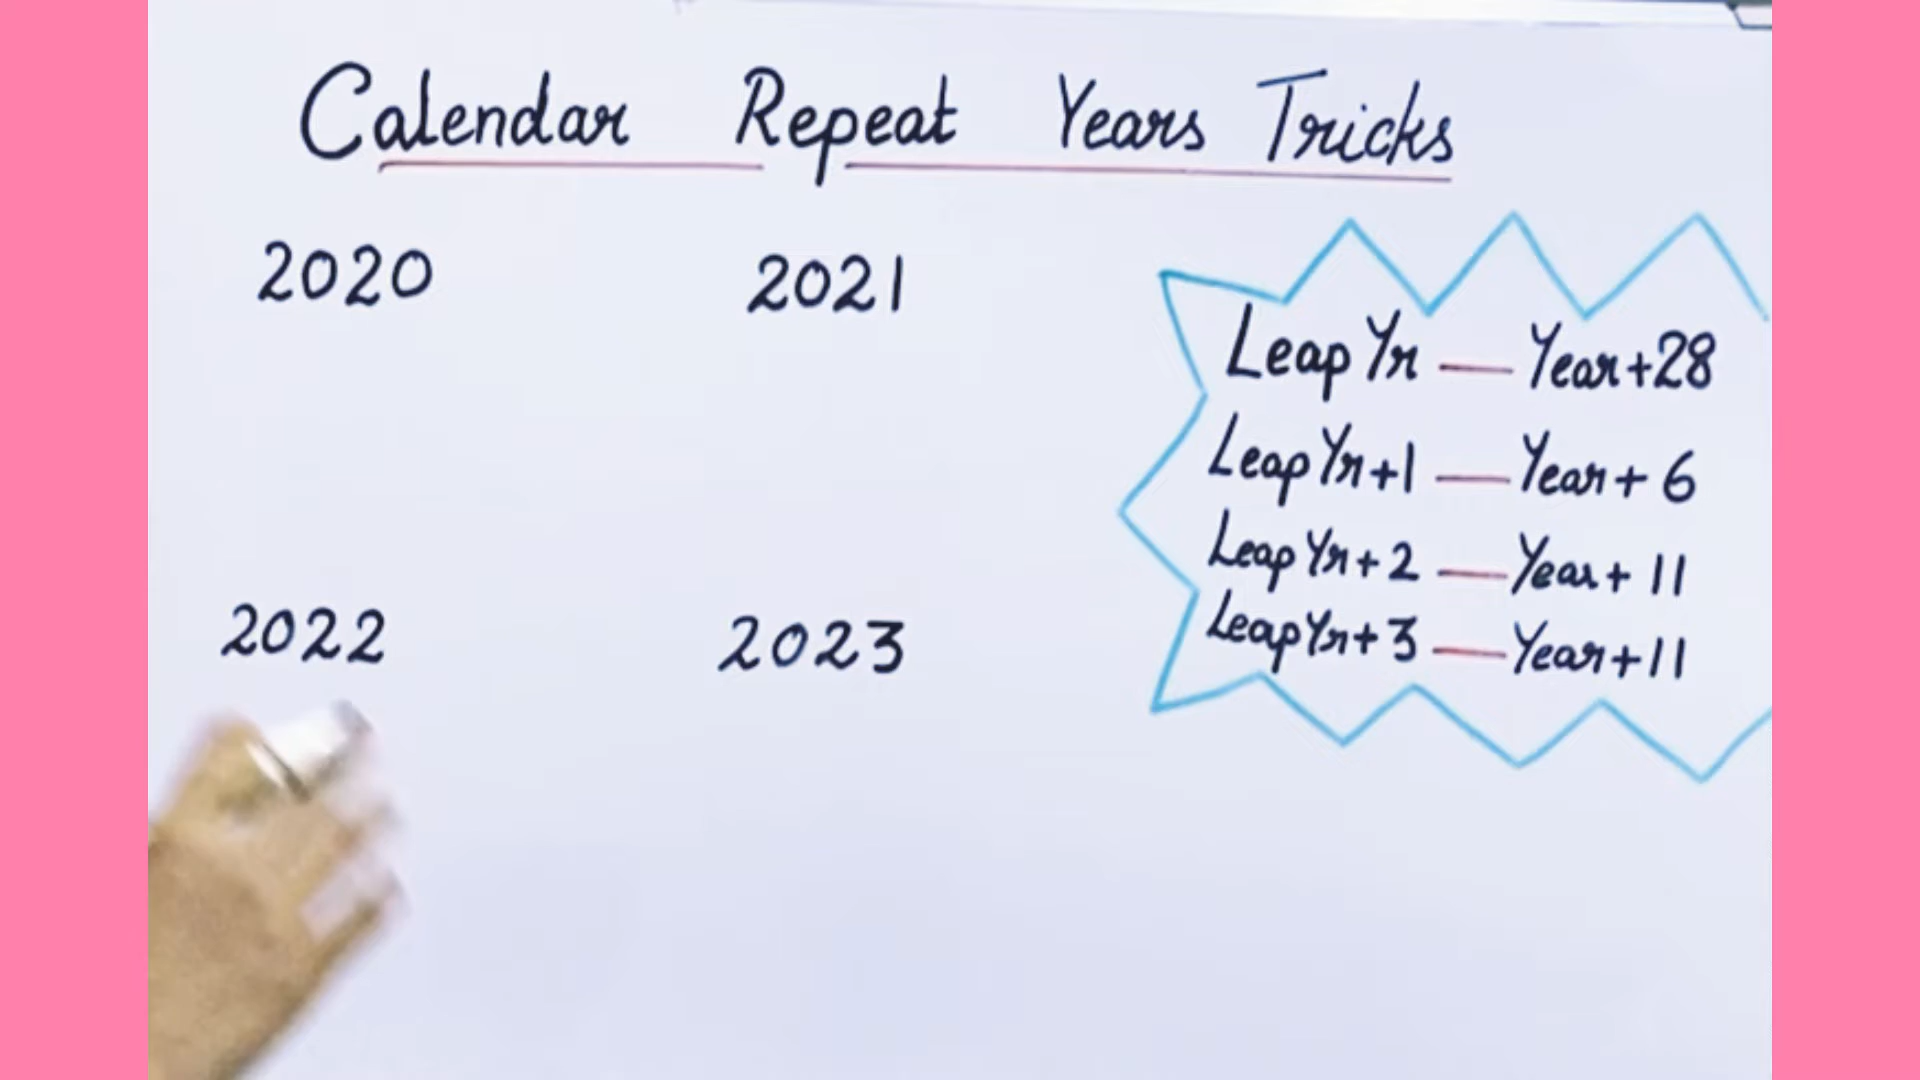 Calendar Repeat Years Tricks
2020 2021
Leap Yr — Year+28
Leap Yr+1 — Year+ 6
Leap Yr+2 — Year+ 11
Leap Yr+3 — Year+11
2022 2023